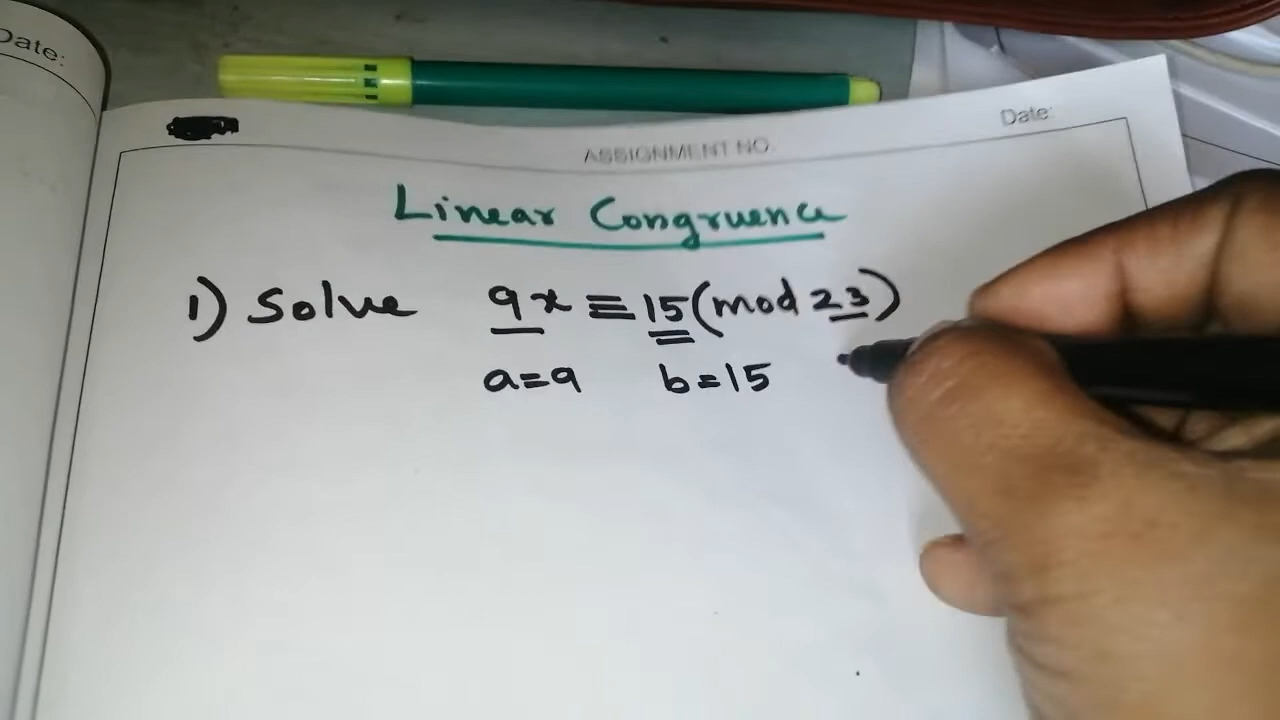 Date:
ASSIGNMENT NO.
Date:
Linear Congruence
1) Solve 9x ≡ 15 (mod 23)
a=9 b=15